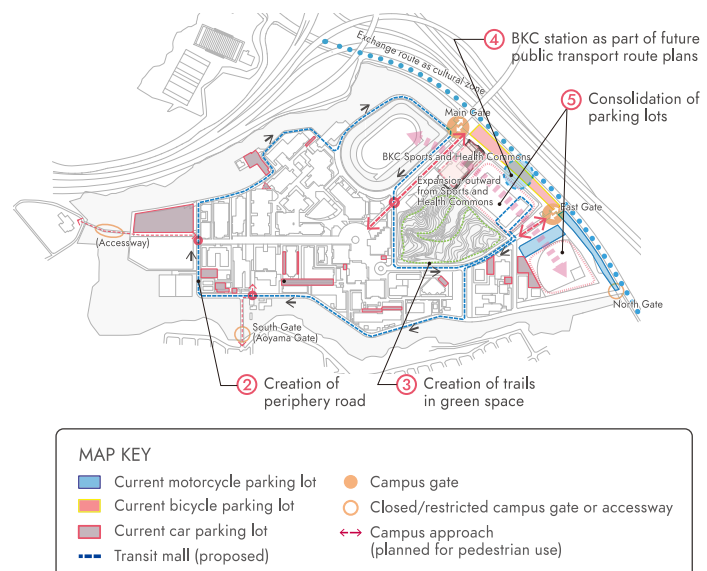 ④ BKC station as part of future
public transport route plans
Exchange route as cultural zone
⑤ Consolidation of
parking lots
Main Gate
BKC Sports and Health Commons
Expansion outward
from Sports and
Health Commons
East Gate
(Accessway)
North Gate
South Gate
(Aoyama Gate)
② Creation of
periphery road
③ Creation of trails
in green space
MAP KEY
Current motorcycle parking lot
Current bicycle parking lot
Current car parking lot
Transit mall (proposed)
Campus gate
Closed/restricted campus gate or accessway
Campus approach
(planned for pedestrian use)